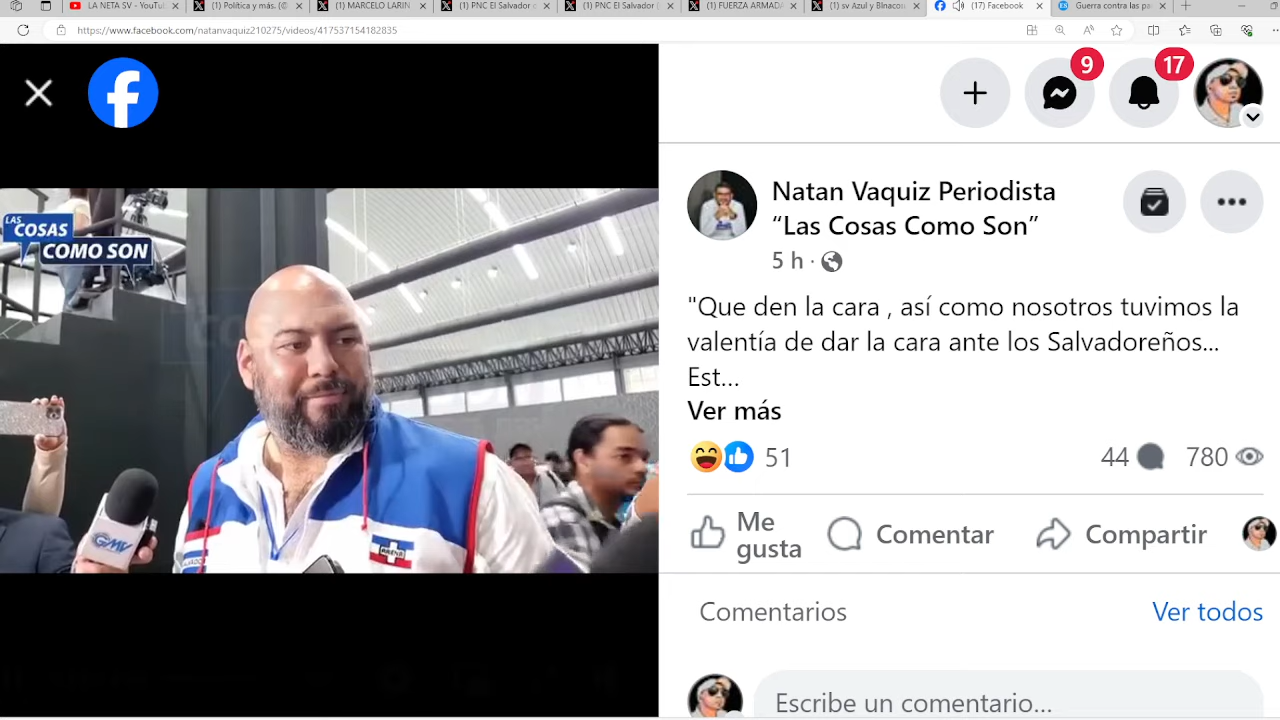 LA NETA SV - YouTu
(1) Política y más. (@
(1) MARCELO LARIN
(1) PNC El Salvador o
(1) PNC El Salvador
(1) FUERZA ARMADA
(1) sv Azul y Blnacou
(17) Facebook
Guerra contra las pa
https://www.facebook.com/natanvaquiz210275/videos/417537154182835
9
17
LAS
COSAS
COMO SON
GMV
ARENA
Natan Vaquiz Periodista
“Las Cosas Como Son”
5 h ·
"Que den la cara , así como nosotros tuvimos la
valentía de dar la cara ante los Salvadoreños...
Est...
Ver más
51
44
780
Me
gusta
Comentar
Compartir
Comentarios
Ver todos
Escribe un comentario...